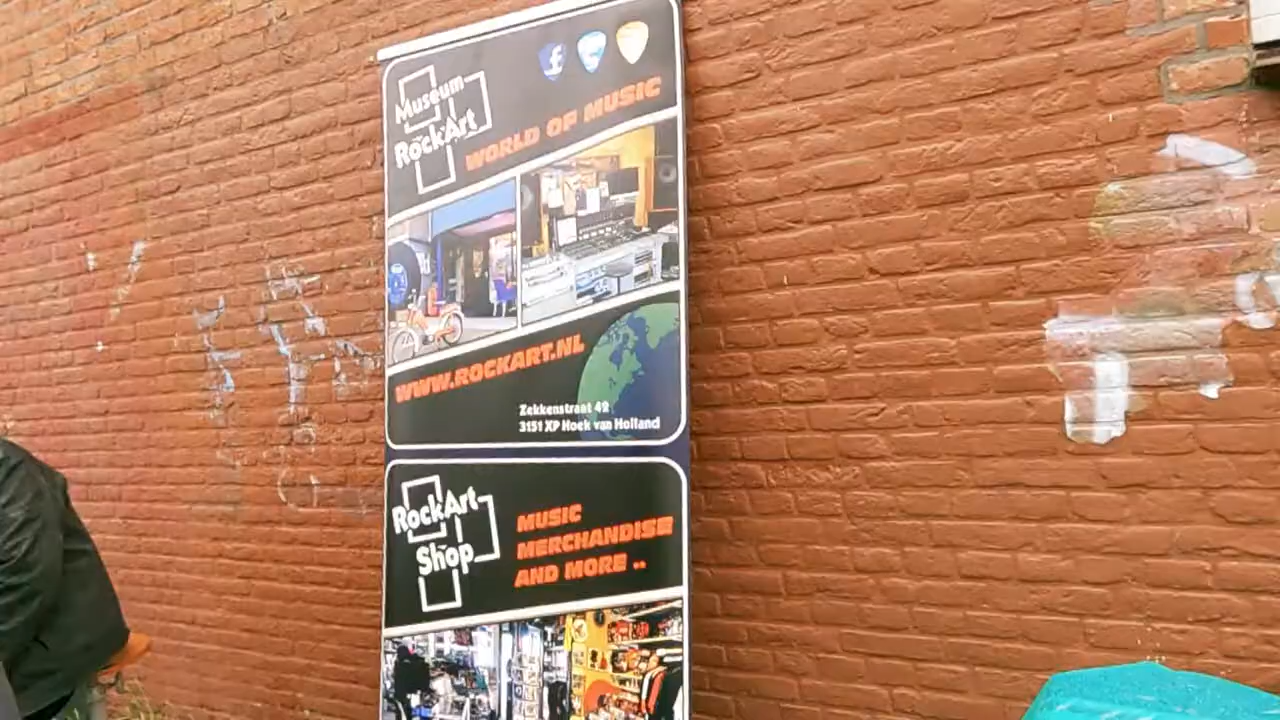 Museum
RockArt
WORLD OF MUSIC
WWW.ROCKART.NL
Zekkenstraat 42
3151 XP Hoek van Holland
RockArt
Shop
MUSIC
MERCHANDISE
AND MORE ..